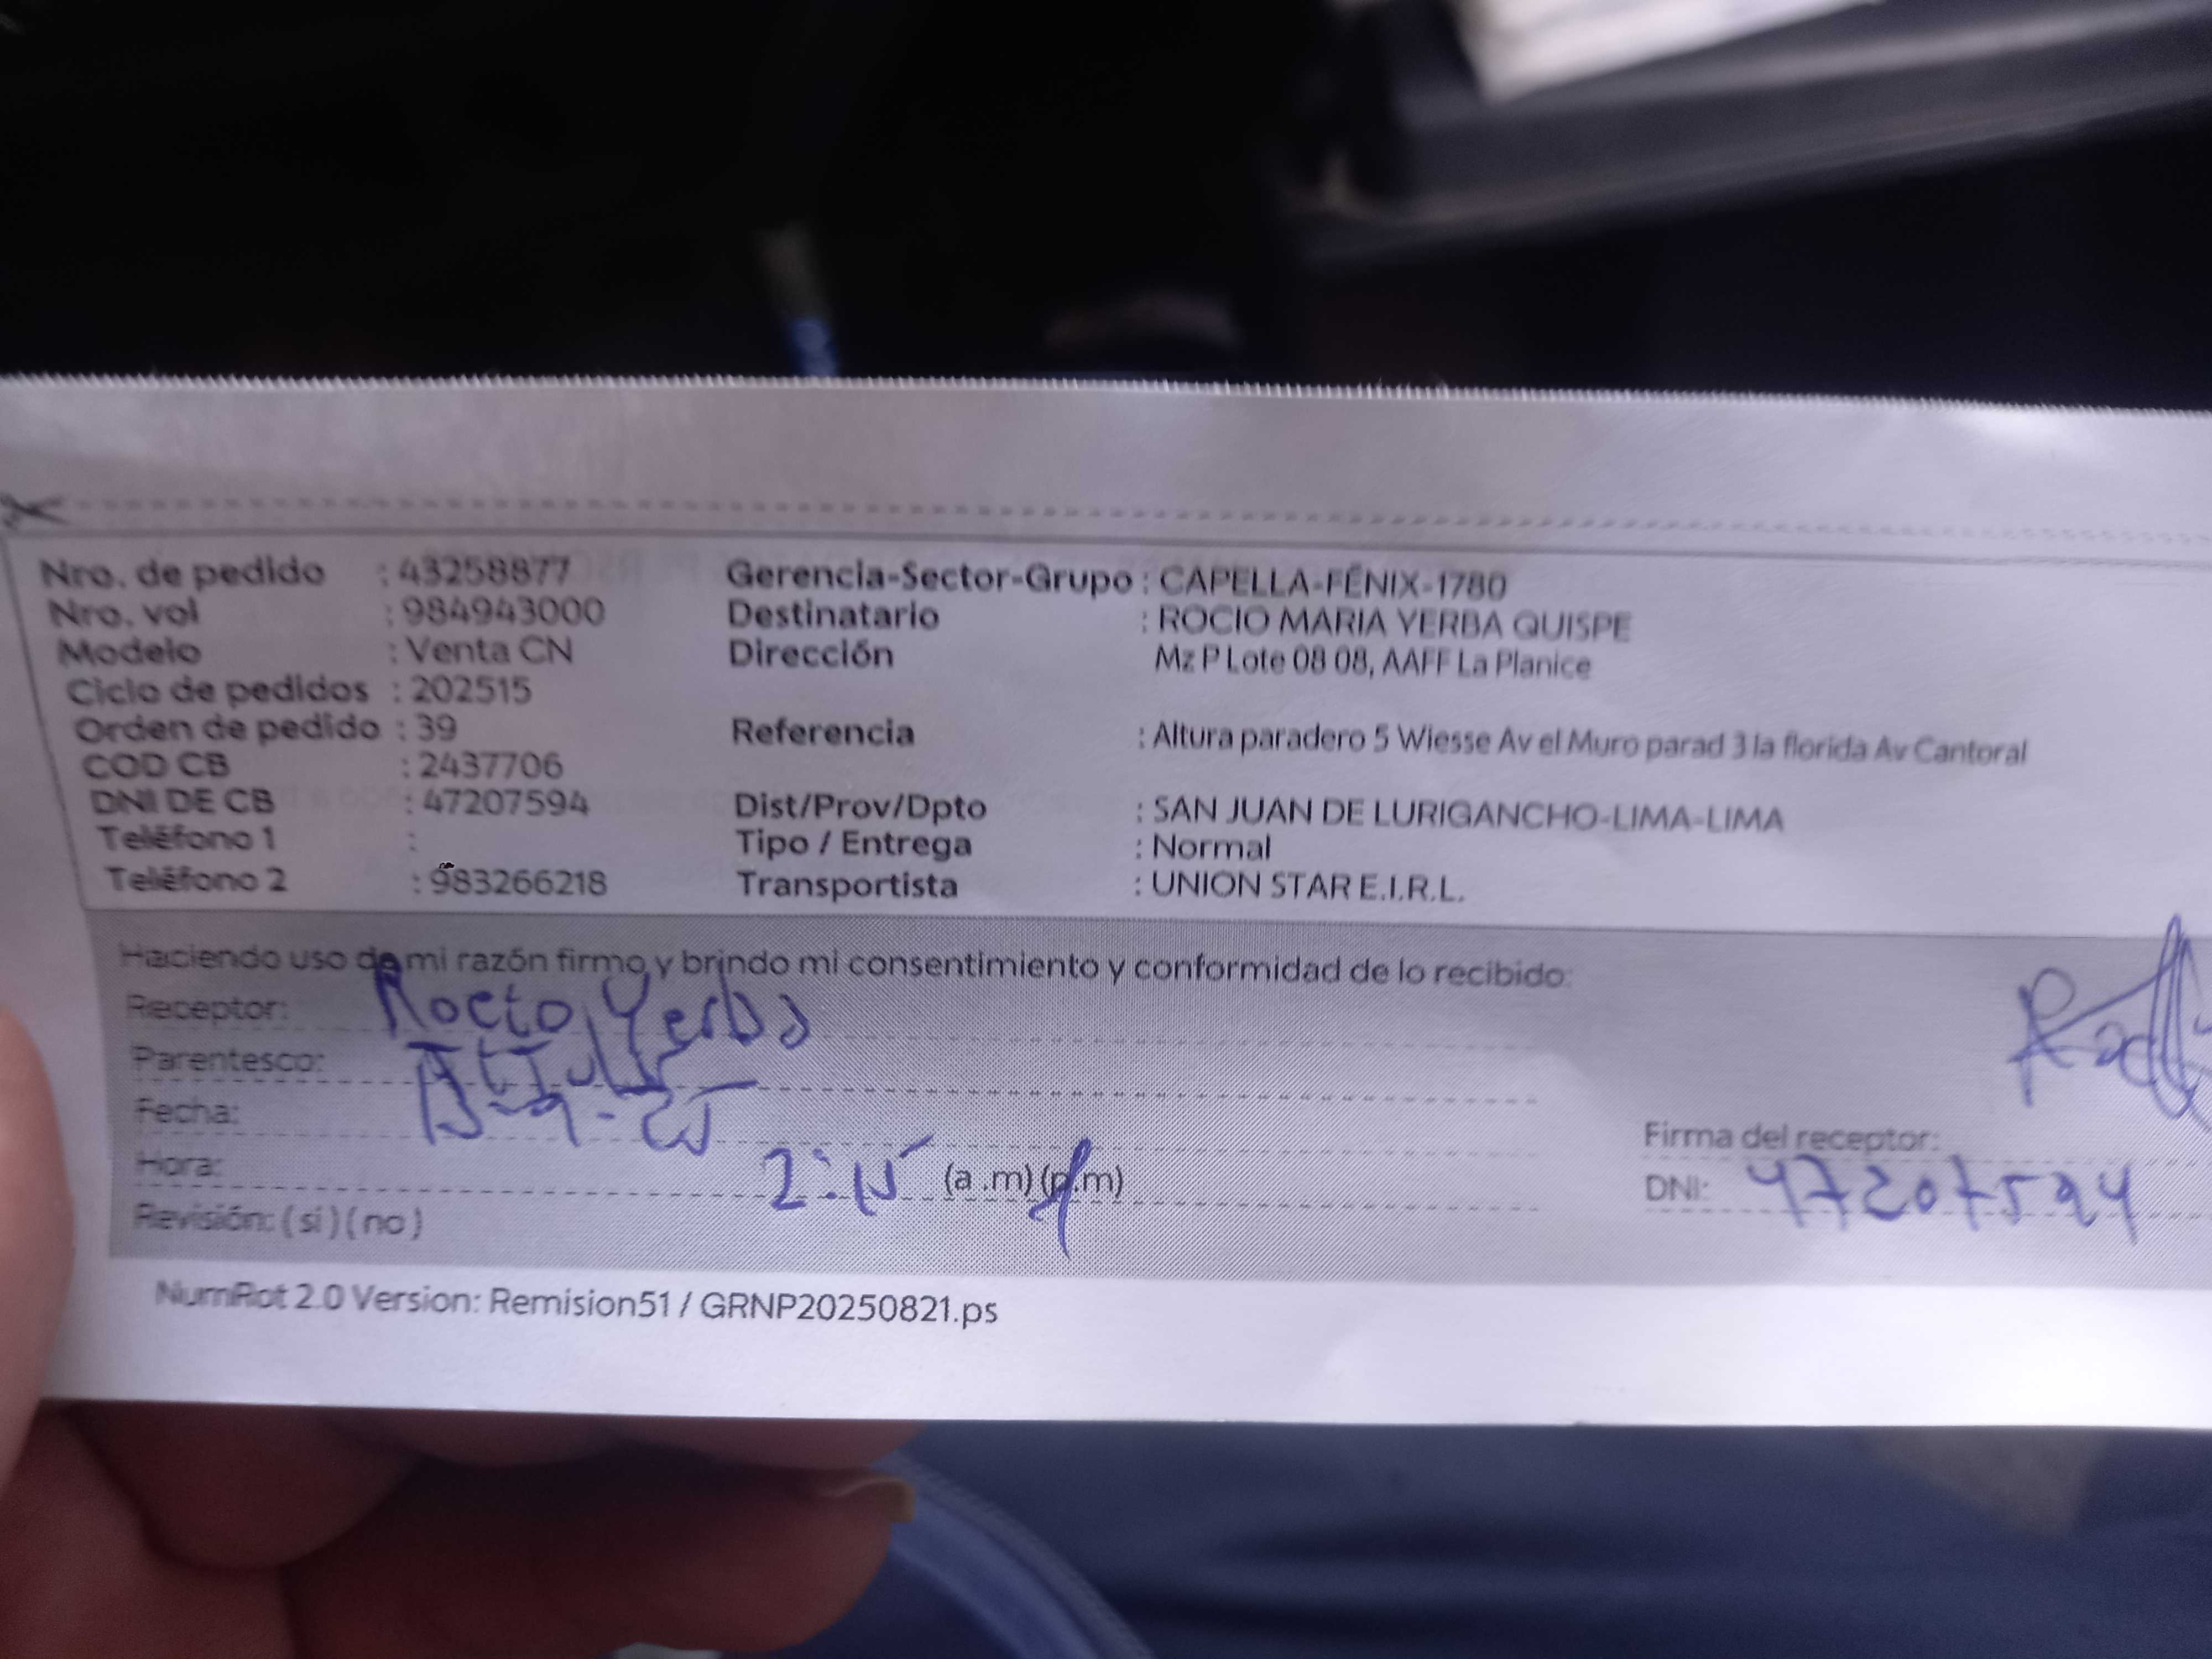 Nro. de pedido : 43258877 Gerencia-Sector-Grupo : CAPELLA-FÉNIX-1780
Nro. vol : 984943000 Destinatario : ROCIO MARIA YERBA QUISPE
Modelo : Venta CN Dirección Mz P Lote 08 08, AAFF La Planice
Ciclo de pedidos : 202515
Orden de pedido : 39 Referencia : Altura paradero 5 Wiesse Av el Muro parad 3 la florida Av Cantoral
COD CB : 2437706
DNI DE CB : 47207594 Dist/Prov/Dpto : SAN JUAN DE LURIGANCHO-LIMA-LIMA
Teléfono 1 : Tipo / Entrega : Normal
Teléfono 2 : 983266218 Transportista : UNION STAR E.I.R.L.
Haciendo uso de mi razón firmo y brindo mi consentimiento y conformidad de lo recibido:
Receptor: Rocío Yerba
Parentesco:
Fecha: 13-9-25
Hora: 2:15 (a .m) (p.m)
Revisión: ( si ) ( no )
Firma del receptor:
DNI: 47207594
NumRot 2.0 Version: Remision51 / GRNP20250821.ps